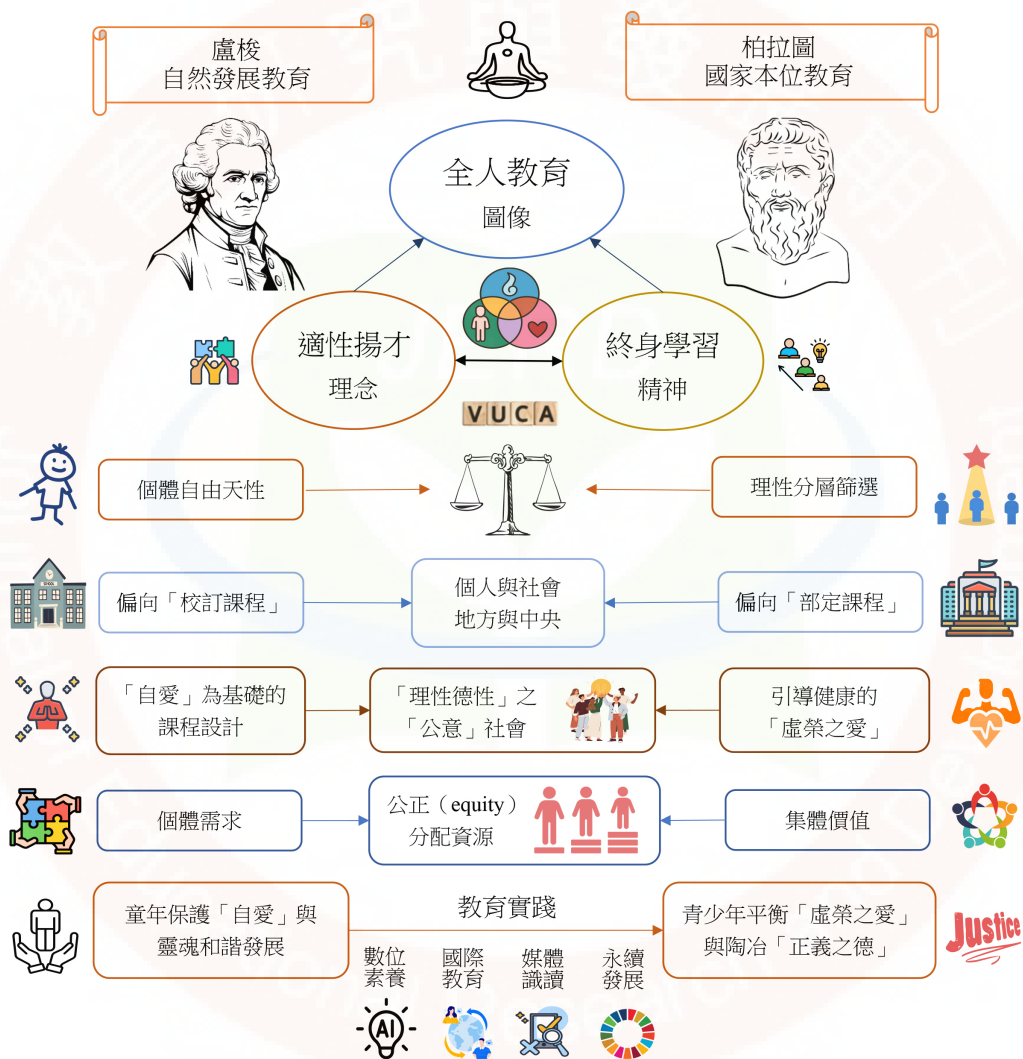 盧梭
自然發展教育
柏拉圖
國家本位教育
全人教育
圖像
適性揚才
理念
終身學習
精神
VUCA
個體自由天性
理性分層篩選
SCHOOL
偏向「校訂課程」
個人與社會
地方與中央
偏向「部定課程」
「自愛」為基礎的
課程設計
「理性德性」之
「公意」社會
引導健康的
「虛榮之愛」
個體需求
公正（equity）
分配資源
集體價值
童年保護「自愛」與
靈魂和諧發展
教育實踐
青少年平衡「虛榮之愛」
與陶冶「正義之德」
Justice
數位
素養
國際
教育
媒體
識讀
永續
發展
AI